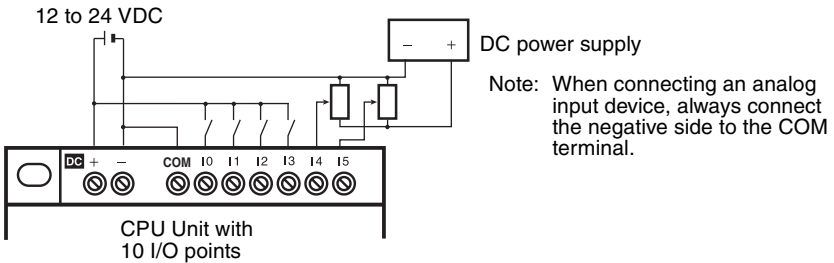 12 to 24 VDC
− +
DC power supply
Note: When connecting an analog
input device, always connect
the negative side to the COM
terminal.
DC + − COM I0 I1 I2 I3 I4 I5
CPU Unit with
10 I/O points